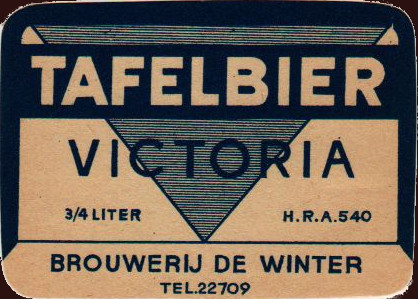 TAFELBIER
VICTORIA
3/4 LITER H.R.A.540
BROUWERIJ DE WINTER
TEL.22709